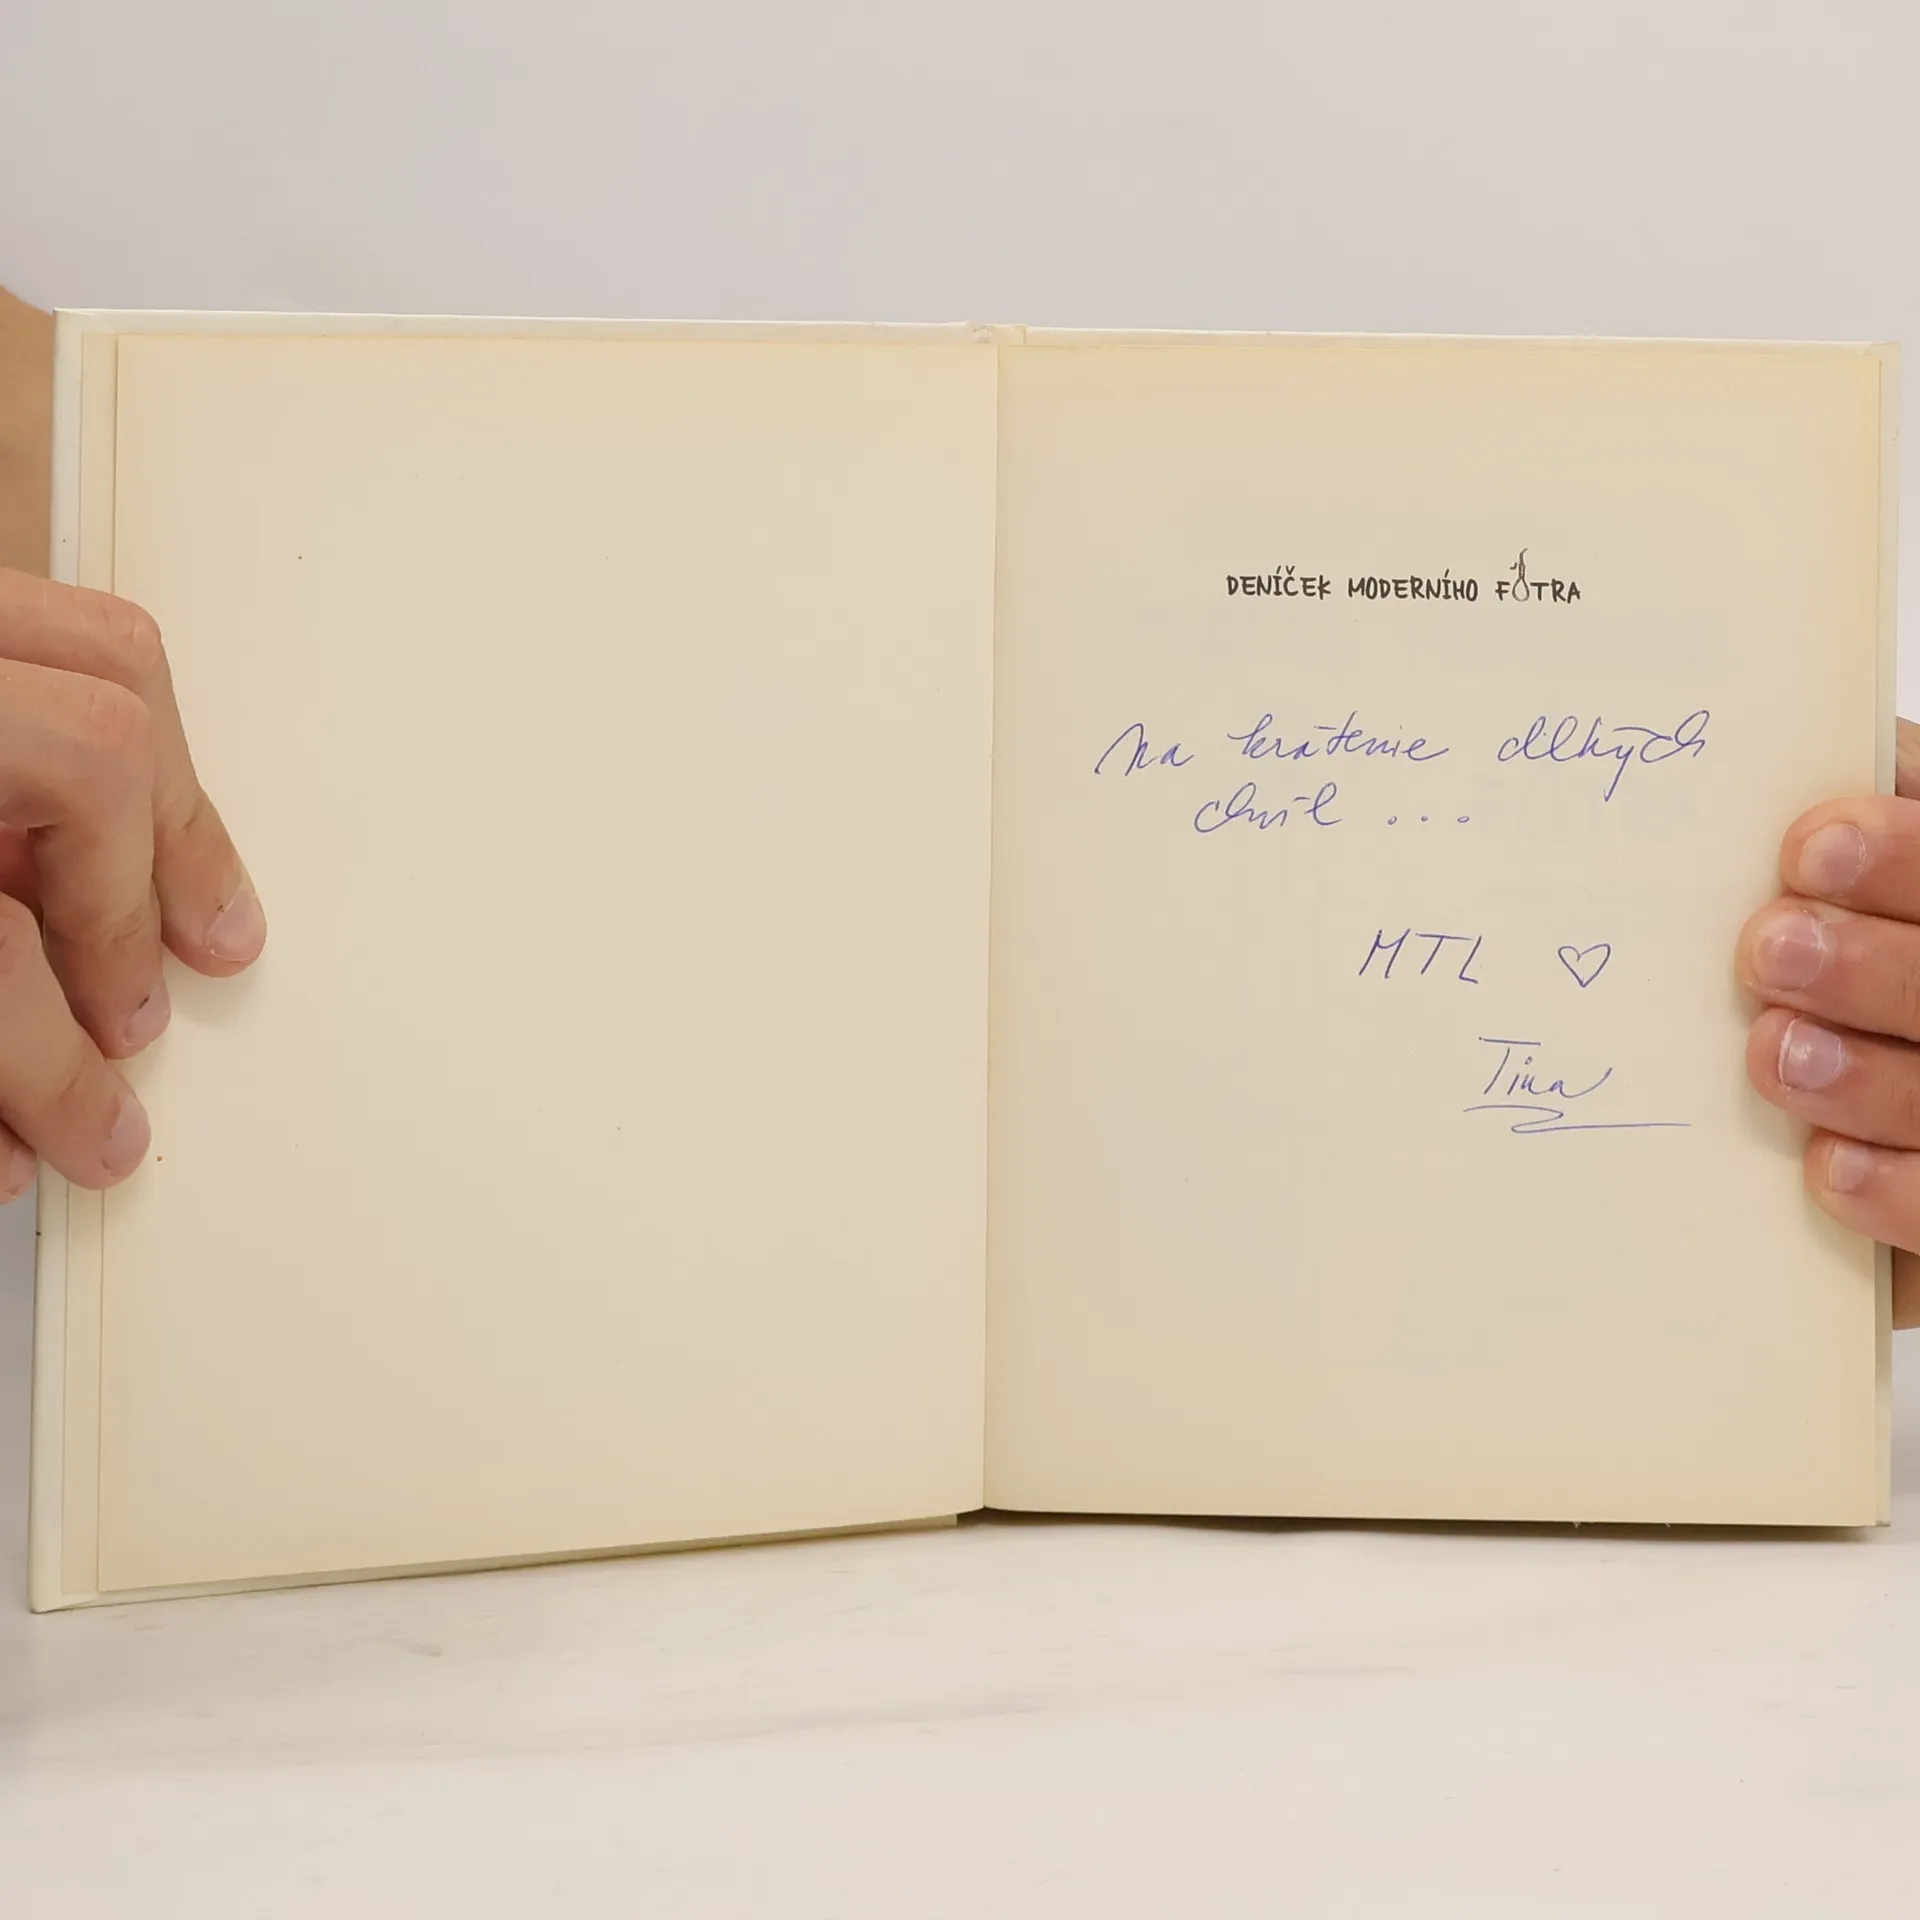 DENÍČEK MODERNÍHO FOTRA
Na krátenie dlhých
chvíľ ...
MTL ♡
Tina